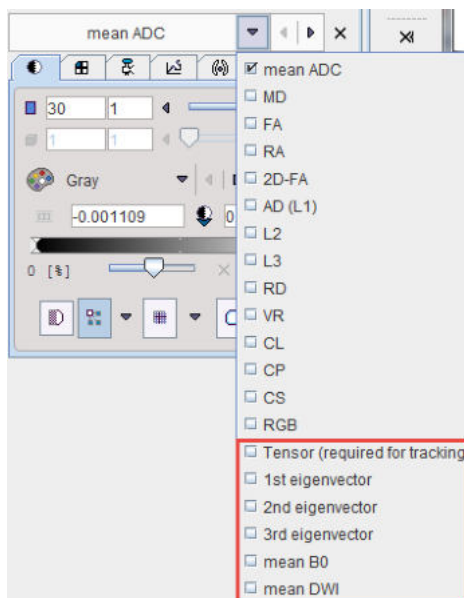 mean ADC
30 1
1 1
Gray
-0.001109 0
0 [%]
mean ADC
MD
FA
RA
2D-FA
AD (L1)
L2
L3
RD
VR
CL
CP
CS
RGB
Tensor (required for tracking
1st eigenvector
2nd eigenvector
3rd eigenvector
mean B0
mean DWI